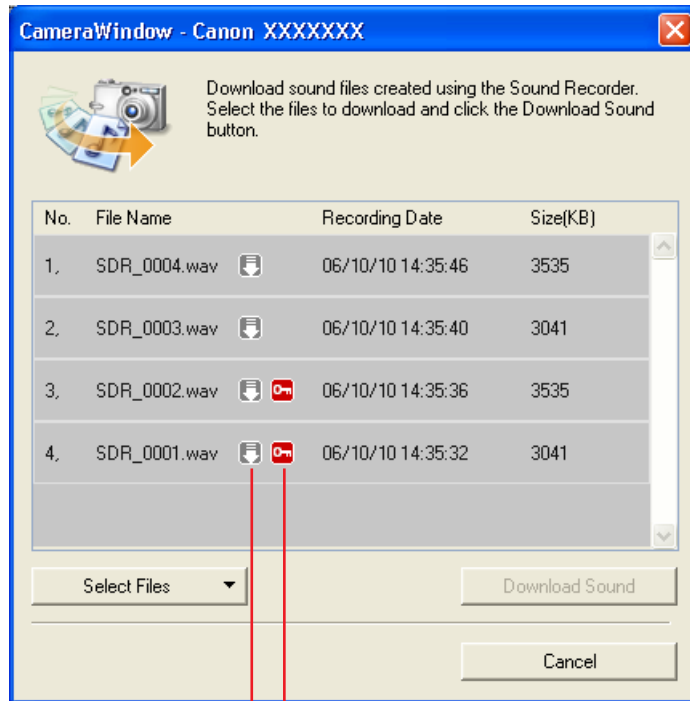 CameraWindow - Canon XXXXXXX
Download sound files created using the Sound Recorder.
Select the files to download and click the Download Sound
button.
No. File Name Recording Date Size(KB)
1, SDR_0004.wav 06/10/10 14:35:46 3535
2, SDR_0003.wav 06/10/10 14:35:40 3041
3, SDR_0002.wav 06/10/10 14:35:36 3535
4, SDR_0001.wav 06/10/10 14:35:32 3041
Select Files Download Sound
Cancel